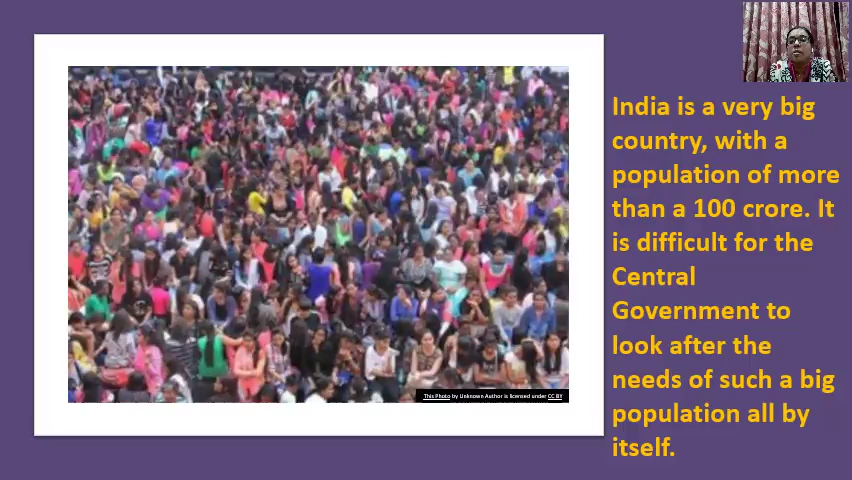 India is a very big
country, with a
population of more
than a 100 crore. It
is difficult for the
Central
Government to
look after the
needs of such a big
population all by
itself.
This Photo by Unknown Author is licensed under CC BY